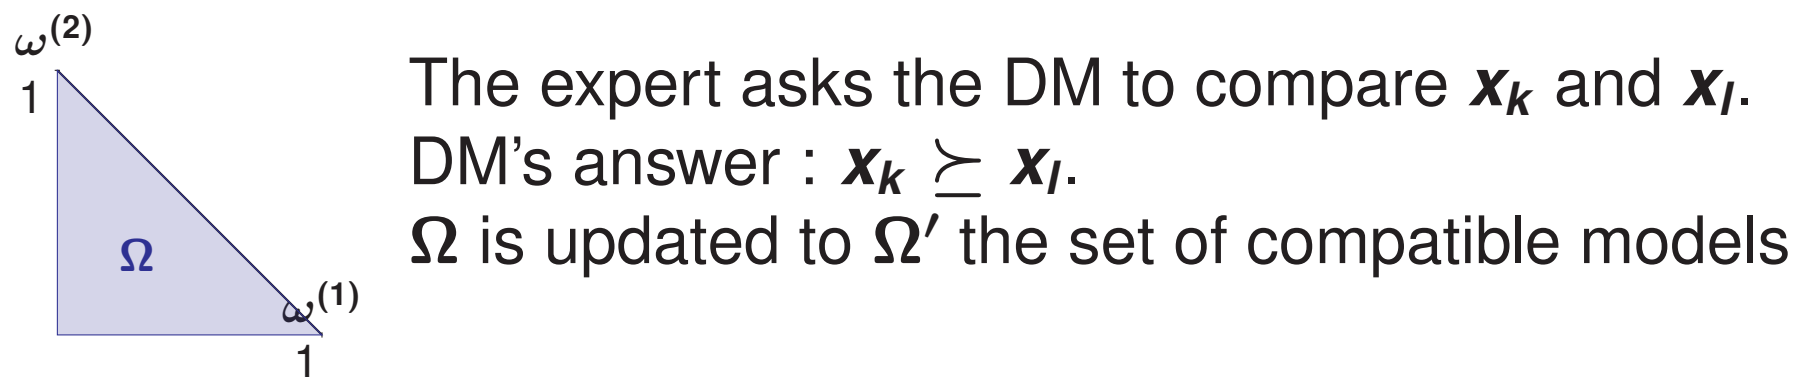 ω⁽²⁾
1
Ω
ω⁽¹⁾
1
The expert asks the DM to compare xₖ and xₗ.
DM's answer : xₖ ⪰ xₗ.
Ω is updated to Ω′ the set of compatible models